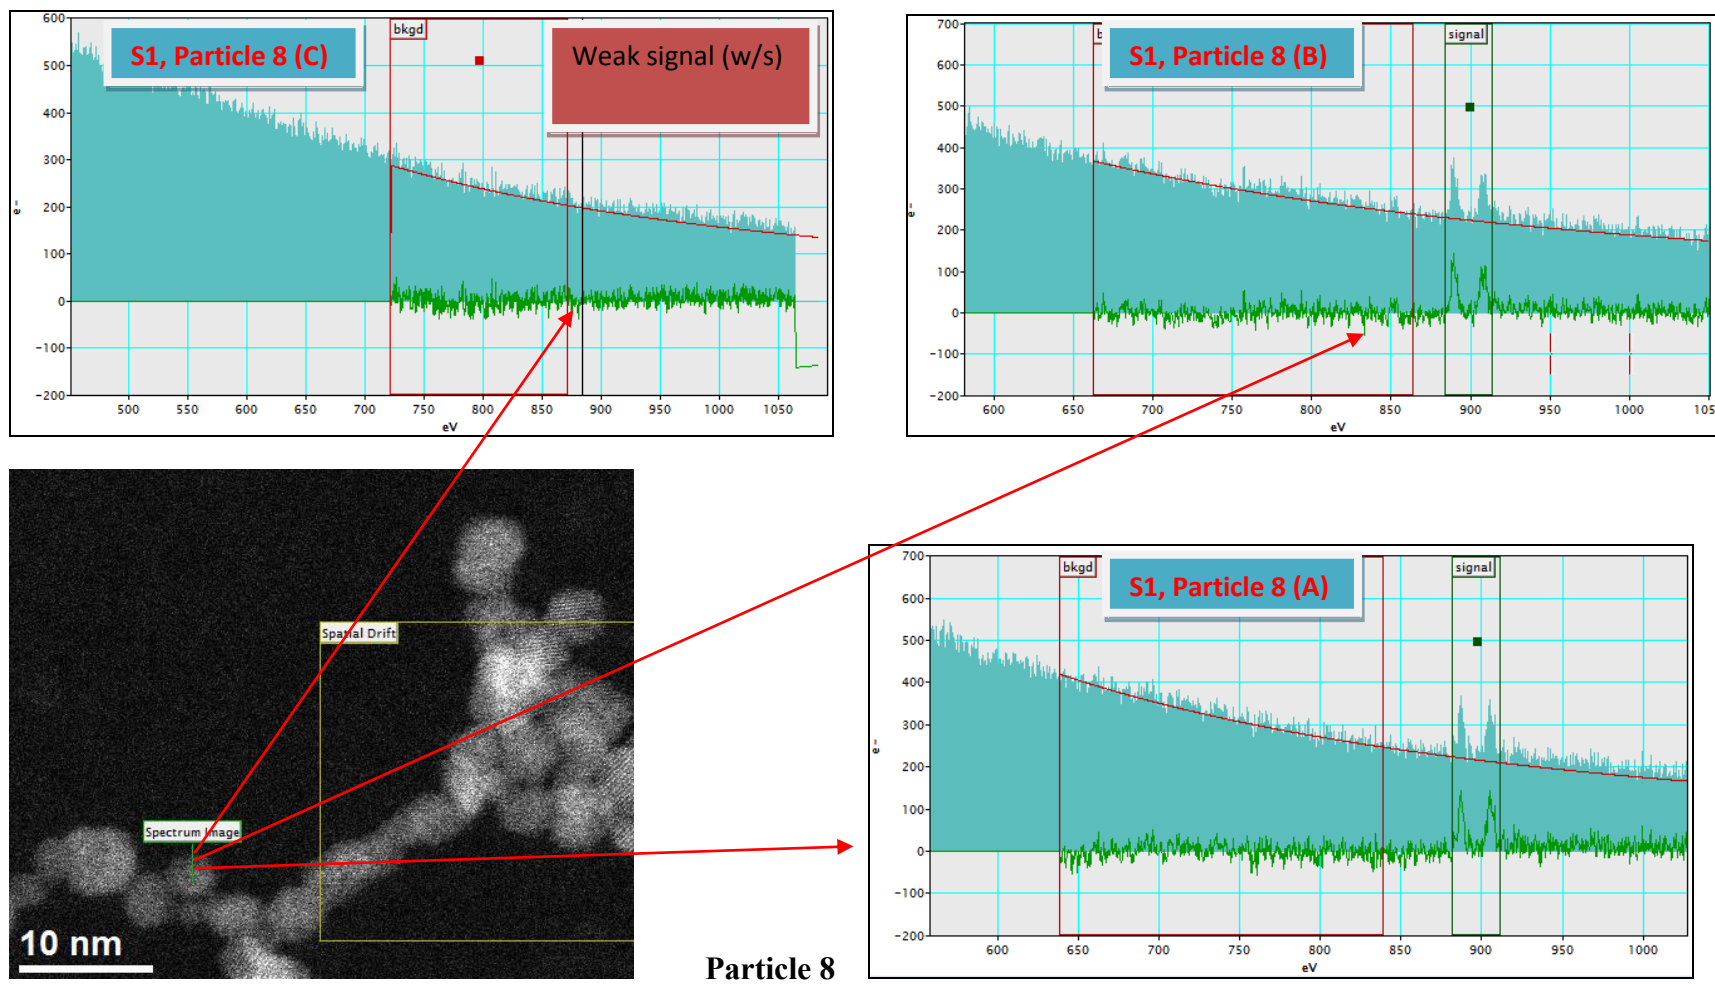 600
bkgd
S1, Particle 8 (C)
Weak signal (w/s)
500
400
300
200
100
0
-100
-200
e-
500 550 600 650 700 750 800 850 900 950 1000 1050
eV
700
signal
S1, Particle 8 (B)
600
500
400
300
200
100
0
-100
-200
e-
600 650 700 750 800 850 900 950 1000 105
eV
Spatial Drift
Spectrum Image
10 nm
Particle 8
700
bkgd
signal
S1, Particle 8 (A)
600
500
400
300
200
100
0
-100
-200
e-
600 650 700 750 800 850 900 950 1000
eV